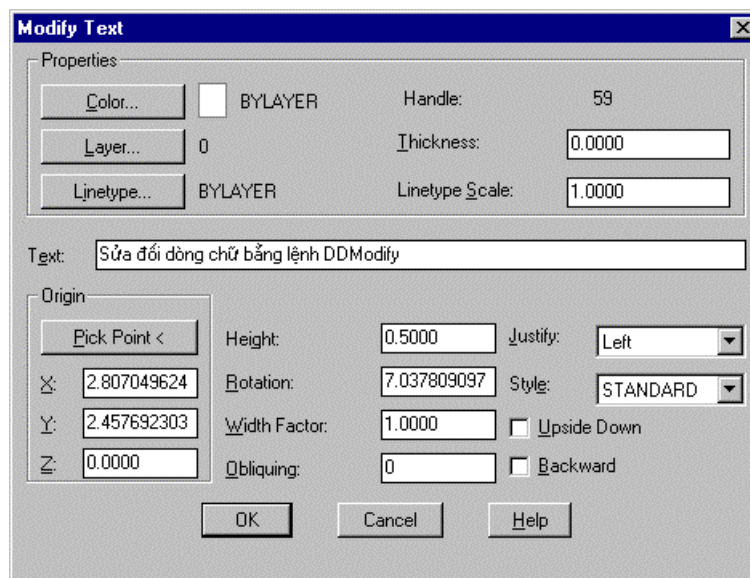 Modify Text
Properties
Color... BYLAYER Handle: 59
Layer... 0 Thickness: 0.0000
Linetype... BYLAYER Linetype Scale: 1.0000
Text: Sửa đổi dòng chữ bằng lệnh DDModify
Origin
Pick Point < Height: 0.5000 Justify: Left
X: 2.807049624 Rotation: 7.037809097 Style: STANDARD
Y: 2.457692303 Width Factor: 1.0000 Upside Down
Z: 0.0000 Obliquing: 0 Backward
OK Cancel Help